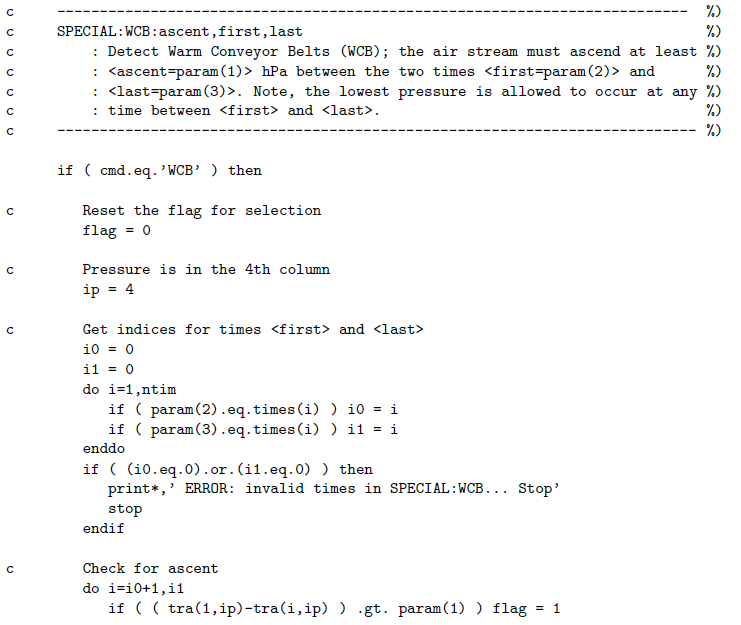 c     --------------------------------------------------------------------------  %)
c     SPECIAL:WCB:ascent,first,last                                               %)
c         : Detect Warm Conveyor Belts (WCB); the air stream must ascend at least %)
c         : <ascent=param(1)> hPa between the two times <first=param(2)> and      %)
c         : <last=param(3)>. Note, the lowest pressure is allowed to occur at any %)
c         : time between <first> and <last>.                                      %)
c     --------------------------------------------------------------------------- %)
      if ( cmd.eq.’WCB’ ) then
c        Reset the flag for selection
         flag = 0
c        Pressure is in the 4th column
         ip = 4
c        Get indices for times <first> and <last>
         i0 = 0
         i1 = 0
         do i=1,ntim
            if ( param(2).eq.times(i) ) i0 = i
            if ( param(3).eq.times(i) ) i1 = i
         enddo
         if ( (i0.eq.0).or.(i1.eq.0) ) then
            print*,’ ERROR: invalid times in SPECIAL:WCB... Stop’
            stop
         endif
c        Check for ascent
         do i=i0+1,i1
            if ( ( tra(1,ip)-tra(i,ip) ) .gt. param(1) ) flag = 1